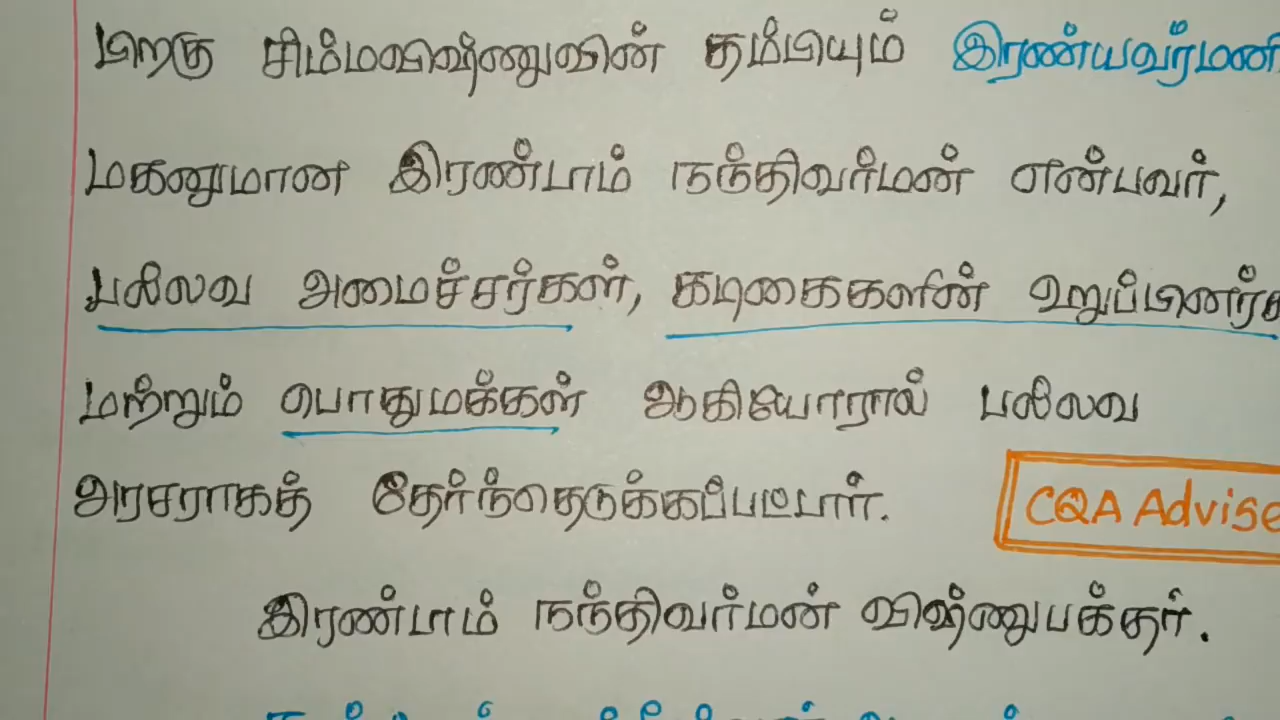 பிறகு சிம்மவிஷ்ணுவின் தம்பியும் இரண்யவர்மனி
மகனுமான இரண்டாம் நந்திவர்மன் என்பவர்,
பல்லவ அமைச்சர்கள், கடிகைகளின் உறுப்பினர்க
மற்றும் பொதுமக்கள் ஆகியோரால் பல்லவ
அரசராகத் தேர்ந்தெடுக்கப்பட்டார்.
CQA Advise
இரண்டாம் நந்திவர்மன் விஷ்ணுபக்தர்.